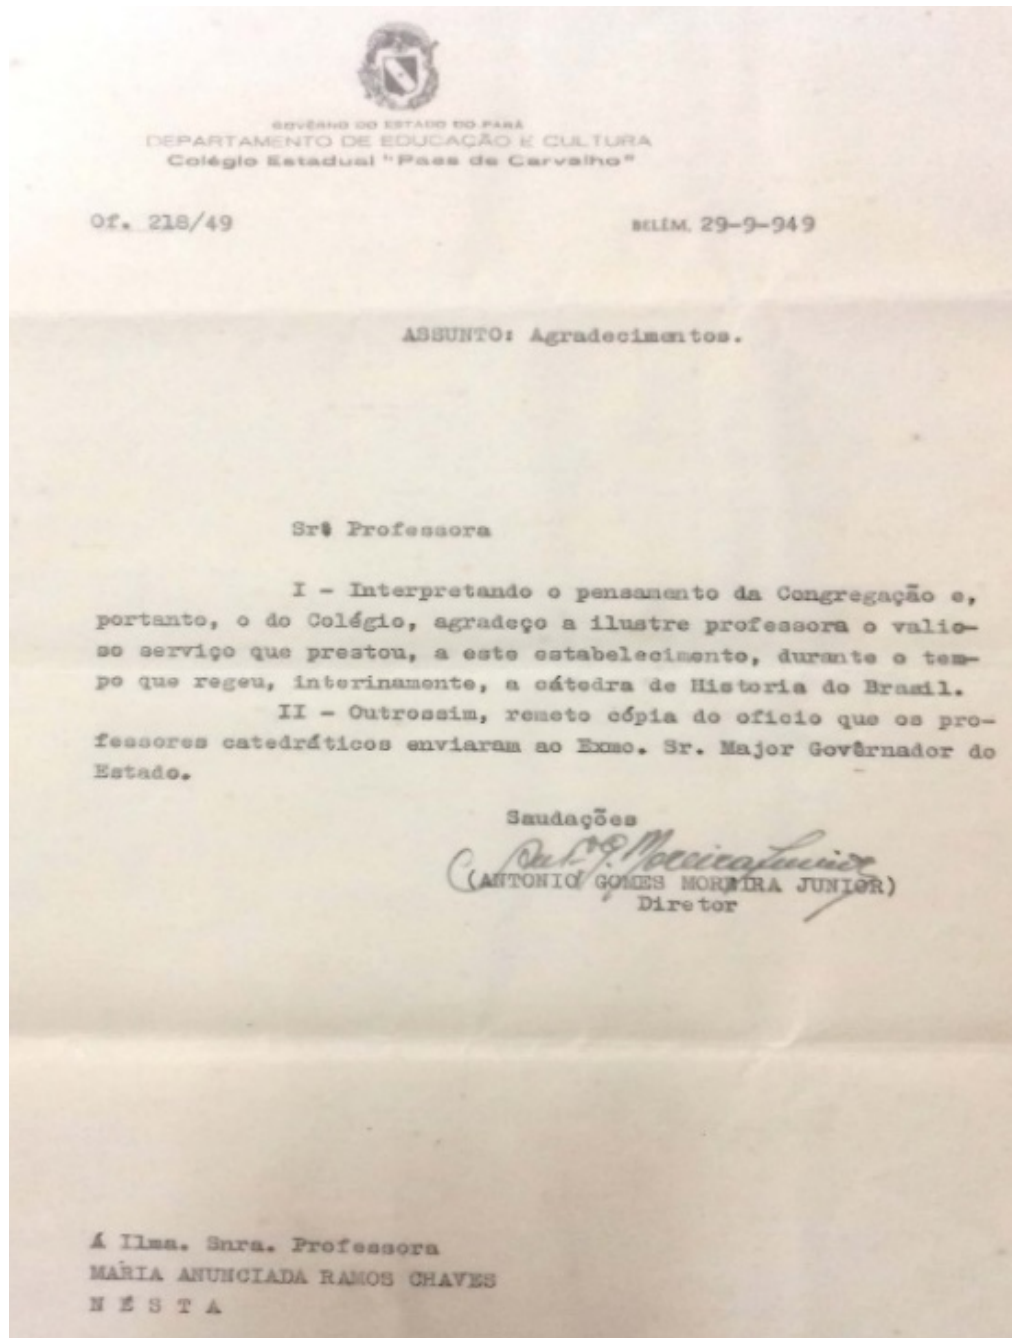 GOVÊRNO DO ESTADO DO PARÁ
DEPARTAMENTO DE EDUCAÇÃO E CULTURA
Colégio Estadual "Paes de Carvalho"
Of. 218/49 BELÉM, 29-9-949
ASSUNTO: Agradecimentos.
Srª Professora
I - Interpretando o pensamento da Congregação e,
portanto, o do Colégio, agradeço a ilustre professora o valio-
so serviço que prestou, a este estabelecimento, durante o tem-
po que regeu, interinamente, a cátedra de Historia do Brasil.
II - Outrossim, remeto cópia do oficio que os pro-
fessores catedráticos enviaram ao Exmo. Sr. Major Govêrnador do
Estado.
Saudações
Antº G. Moreira Junior
(ANTONIO GOMES MOREIRA JUNIOR)
Diretor
Á Ilma. Snra. Professora
MARIA ANUNCIADA RAMOS CHAVES
N É S T A